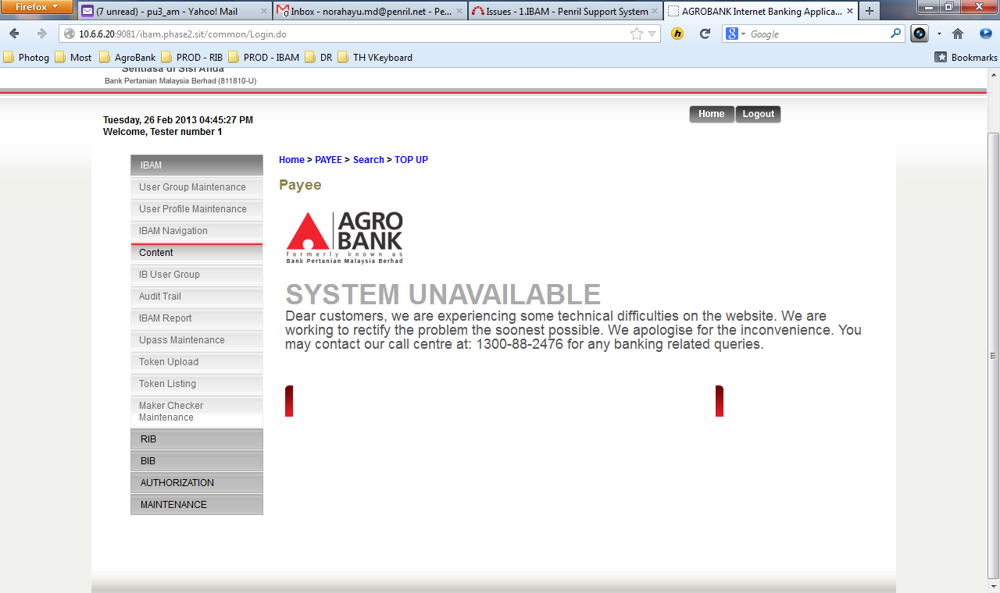 Firefox
(7 unread) - pu3_am - Yahoo! Mail
Inbox - norahayu.md@penril.net - Pe...
Issues - 1.IBAM - Penril Support System
AGROBANK Internet Banking Applica...
10.6.6.20:9081/ibam.phase2.sit/common/Login.do
Google
Photog
Most
AgroBank
PROD - RIB
PROD - IBAM
DR
TH VKeyboard
Bookmarks
Sentiasa di Sisi Anda
Bank Pertanian Malaysia Berhad (811810-U)
Tuesday, 26 Feb 2013 04:45:27 PM
Welcome, Tester number 1
Home
Logout
IBAM
User Group Maintenance
User Profile Maintenance
IBAM Navigation
Content
IB User Group
Audit Trail
IBAM Report
Upass Maintenance
Token Upload
Token Listing
Maker Checker
Maintenance
RIB
BIB
AUTHORIZATION
MAINTENANCE
Home > PAYEE > Search > TOP UP
Payee
AGRO
BANK
formerly known as
Bank Pertanian Malaysia Berhad
SYSTEM UNAVAILABLE
Dear customers, we are experiencing some technical difficulties on the website. We are
working to rectify the problem the soonest possible. We apologise for the inconvenience. You
may contact our call centre at: 1300-88-2476 for any banking related queries.